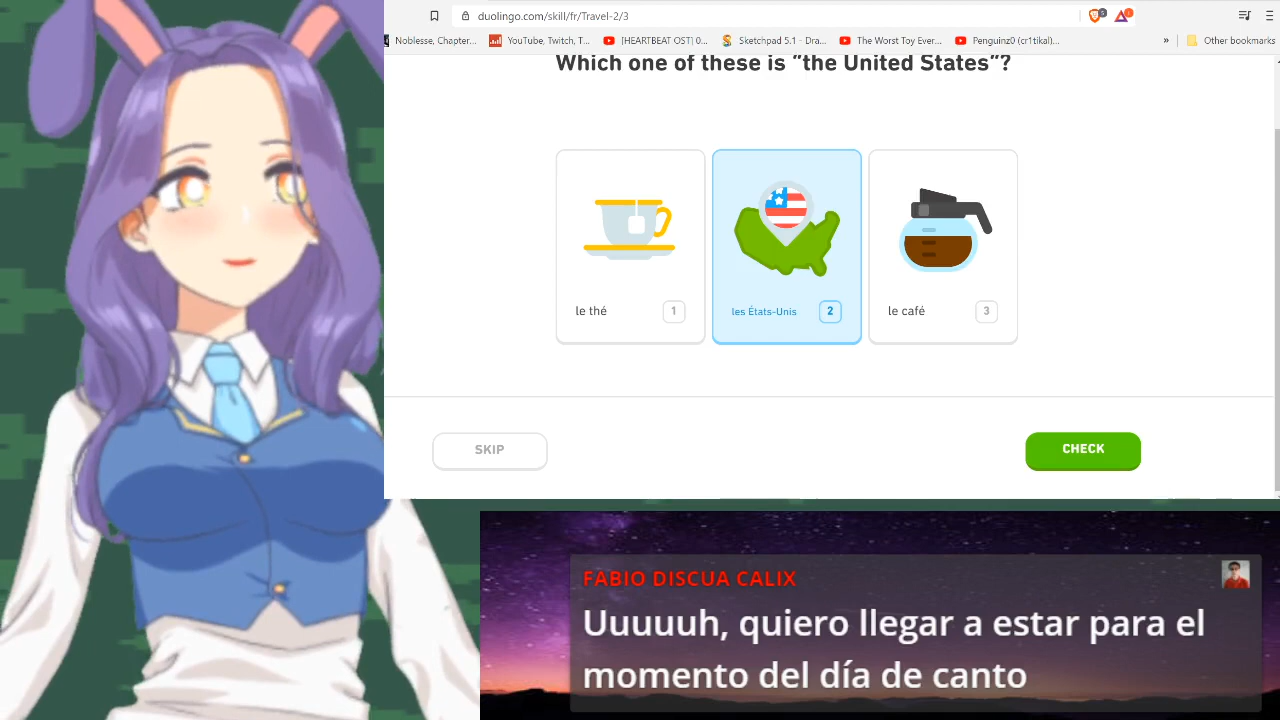 duolingo.com/skill/fr/Travel-2/3
Noblesse, Chapter...
YouTube, Twitch, T...
[HEARTBEAT OST] 0...
Sketchpad 5.1 - Dra...
The Worst Toy Ever...
Penguinz0 (cr1tikal)...
»
Other bookmarks
Which one of these is "the United States"?
le thé 1
les États-Unis 2
le café 3
SKIP
CHECK
FABIO DISCUA CALIX
Uuuuuh, quiero llegar a estar para el
momento del día de canto